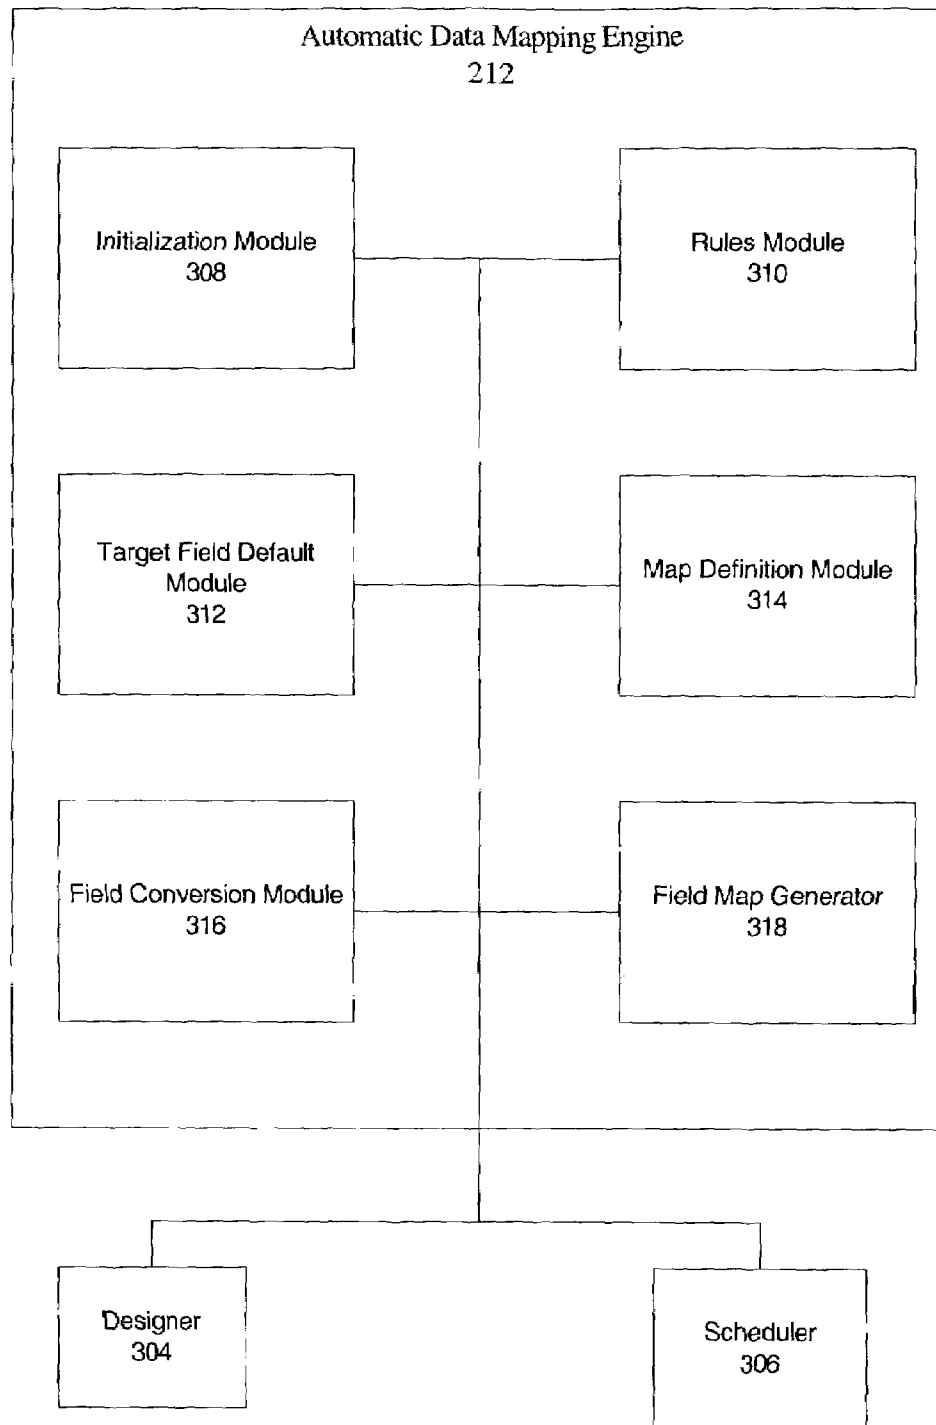 Automatic Data Mapping Engine
212
Initialization Module
308
Rules Module
310
Target Field Default
Module
312
Map Definition Module
314
Field Conversion Module
316
Field Map Generator
318
Designer
304
Scheduler
306